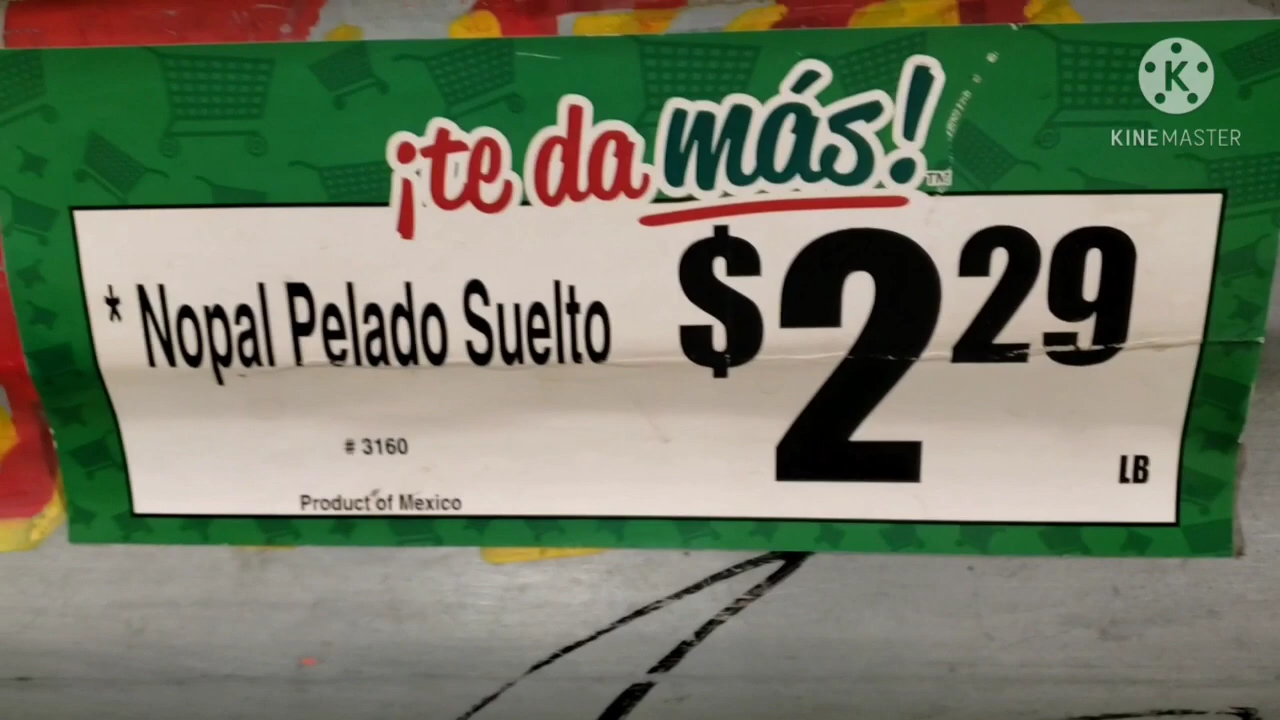 ¡te da más!™
* Nopal Pelado Suelto
$2 29
# 3160
LB
Product of Mexico
K
KINEMASTER